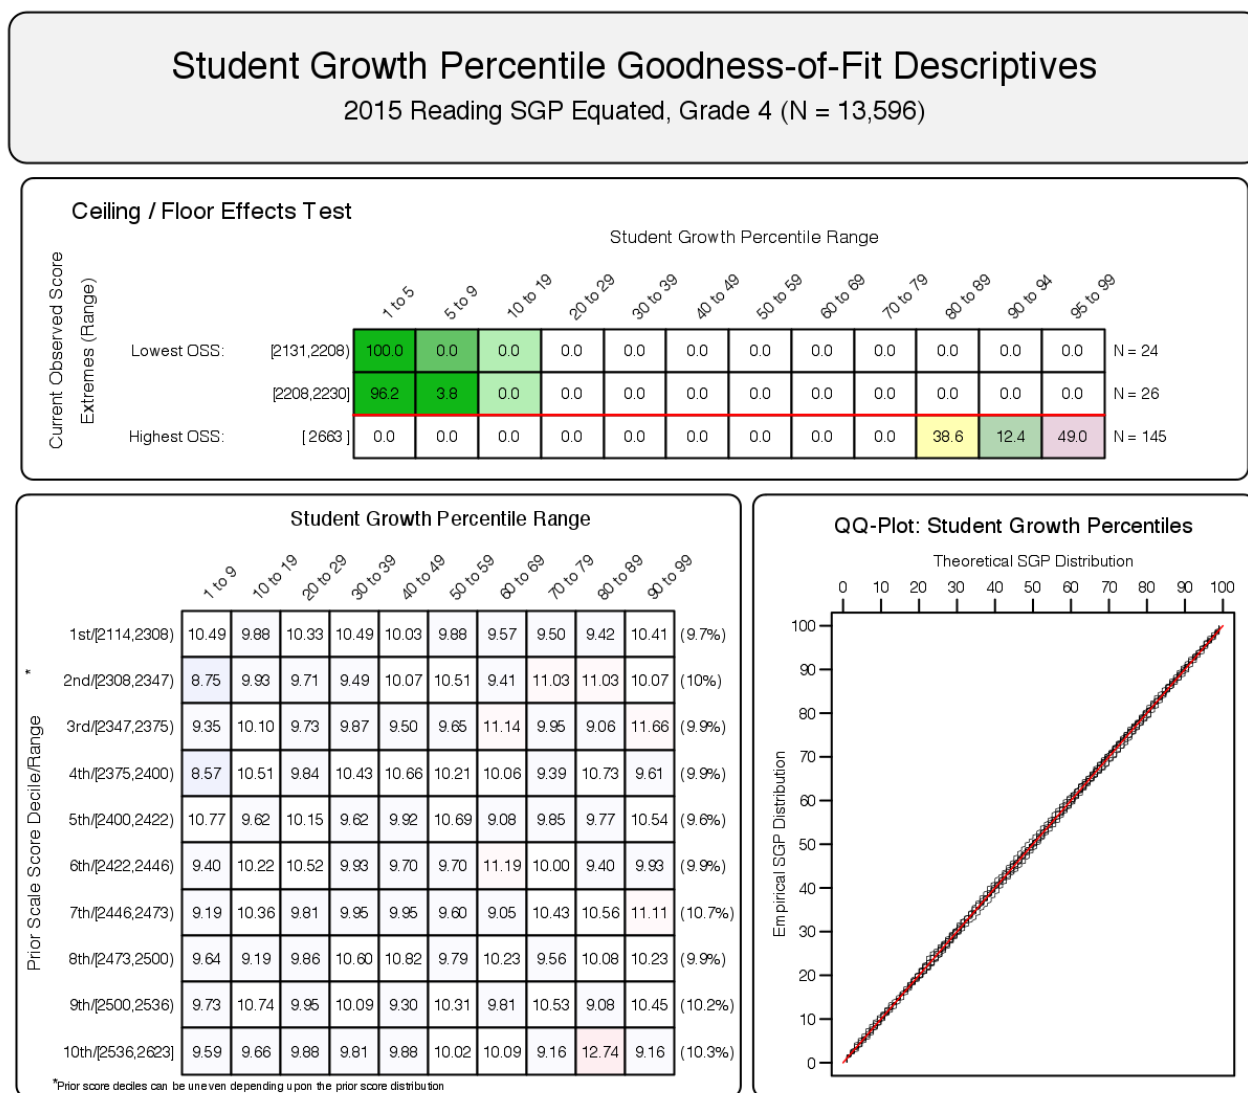 Student Growth Percentile Goodness-of-Fit Descriptives
2015 Reading SGP Equated, Grade 4 (N = 13,596)
Ceiling / Floor Effects Test
Student Growth Percentile Range
Current Observed Score
Extremes (Range)
1 to 5 5 to 9 10 to 19 20 to 29 30 to 39 40 to 49 50 to 59 60 to 69 70 to 79 80 to 89 90 to 94 95 to 99
Lowest OSS: [2131,2208) 100.0 0.0 0.0 0.0 0.0 0.0 0.0 0.0 0.0 0.0 0.0 0.0 N = 24
[2208,2230] 96.2 3.8 0.0 0.0 0.0 0.0 0.0 0.0 0.0 0.0 0.0 0.0 N = 26
Highest OSS: [ 2663 ] 0.0 0.0 0.0 0.0 0.0 0.0 0.0 0.0 0.0 38.6 12.4 49.0 N = 145
Student Growth Percentile Range
1 to 9 10 to 19 20 to 29 30 to 39 40 to 49 50 to 59 60 to 69 70 to 79 80 to 89 90 to 99
Prior Scale Score Decile/Range *
1st/[2114,2308) 10.49 9.88 10.33 10.49 10.03 9.88 9.57 9.50 9.42 10.41 (9.7%)
2nd/[2308,2347) 8.75 9.93 9.71 9.49 10.07 10.51 9.41 11.03 11.03 10.07 (10%)
3rd/[2347,2375) 9.35 10.10 9.73 9.87 9.50 9.65 11.14 9.95 9.06 11.66 (9.9%)
4th/[2375,2400) 8.57 10.51 9.84 10.43 10.66 10.21 10.06 9.39 10.73 9.61 (9.9%)
5th/[2400,2422) 10.77 9.62 10.15 9.62 9.92 10.69 9.08 9.85 9.77 10.54 (9.6%)
6th/[2422,2446) 9.40 10.22 10.52 9.93 9.70 9.70 11.19 10.00 9.40 9.93 (9.9%)
7th/[2446,2473) 9.19 10.36 9.81 9.95 9.95 9.60 9.05 10.43 10.56 11.11 (10.7%)
8th/[2473,2500) 9.64 9.19 9.86 10.60 10.82 9.79 10.23 9.56 10.08 10.23 (9.9%)
9th/[2500,2536) 9.73 10.74 9.95 10.09 9.30 10.31 9.81 10.53 9.08 10.45 (10.2%)
10th/[2536,2623] 9.59 9.66 9.88 9.81 9.88 10.02 10.09 9.16 12.74 9.16 (10.3%)
*Prior score deciles can be uneven depending upon the prior score distribution
QQ-Plot: Student Growth Percentiles
Theoretical SGP Distribution
0 10 20 30 40 50 60 70 80 90 100
Empirical SGP Distribution
100
90
80
70
60
50
40
30
20
10
0